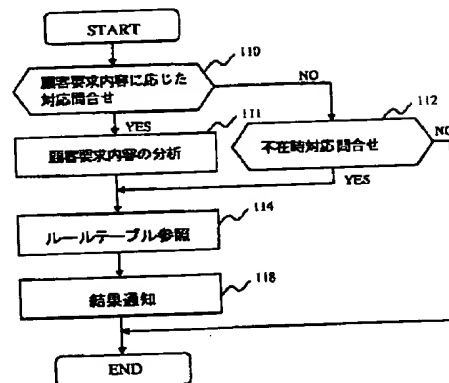 START
110
顧客要求内容に応じた
対応問合せ
NO
YES
111
112
顧客要求内容の分析
不在時対応問合せ
NO
YES
114
ルールテーブル参照
118
結果通知
END